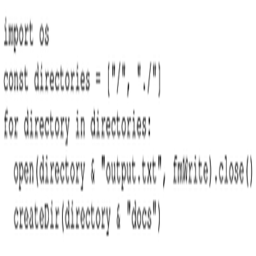 import os
const directories = ["/", "./"]
for directory in directories:
  open(directory & "output.txt", fmWrite).close()
  createDir(directory & "docs")